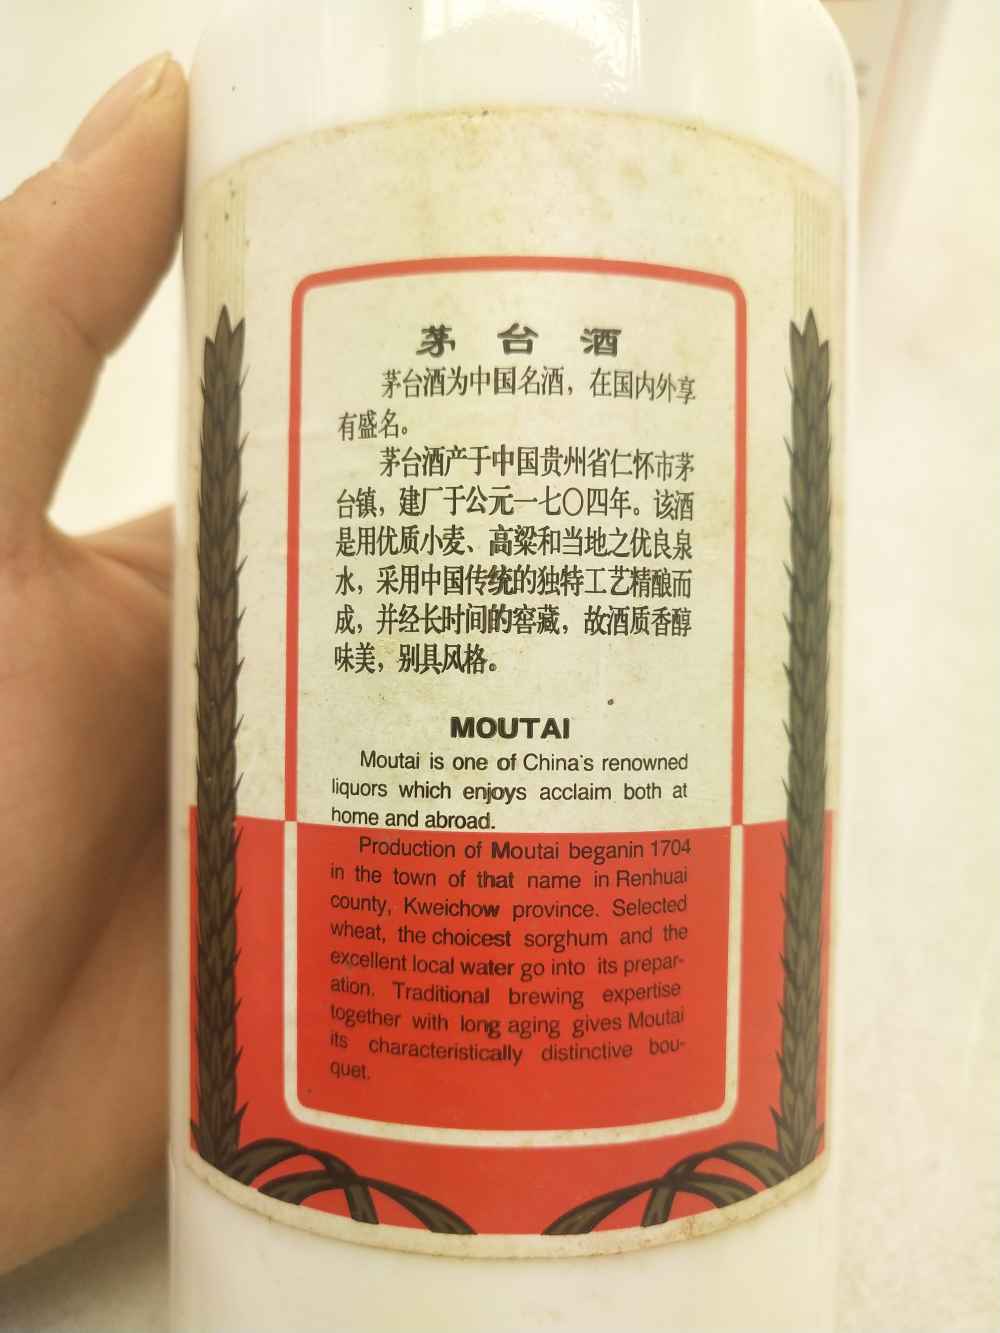 茅台酒
茅台酒为中国名酒，在国内外享
有盛名。
茅台酒产于中国贵州省仁怀市茅
台镇，建厂于公元一七〇四年。该酒
是用优质小麦、高粱和当地之优良泉
水，采用中国传统的独特工艺精酿而
成，并经长时间的窖藏，故酒质香醇
味美，别具风格。
MOUTAI
Moutai is one of China's renowned
liquors which enjoys acclaim both at
home and abroad.
Production of Moutai beganin 1704
in the town of that name in Renhuai
county, Kweichow province. Selected
wheat, the choicest sorghum and the
excellent local water go into its prepar-
ation. Traditional brewing expertise
together with long aging gives Moutai
its characteristically distinctive bou-
quet.